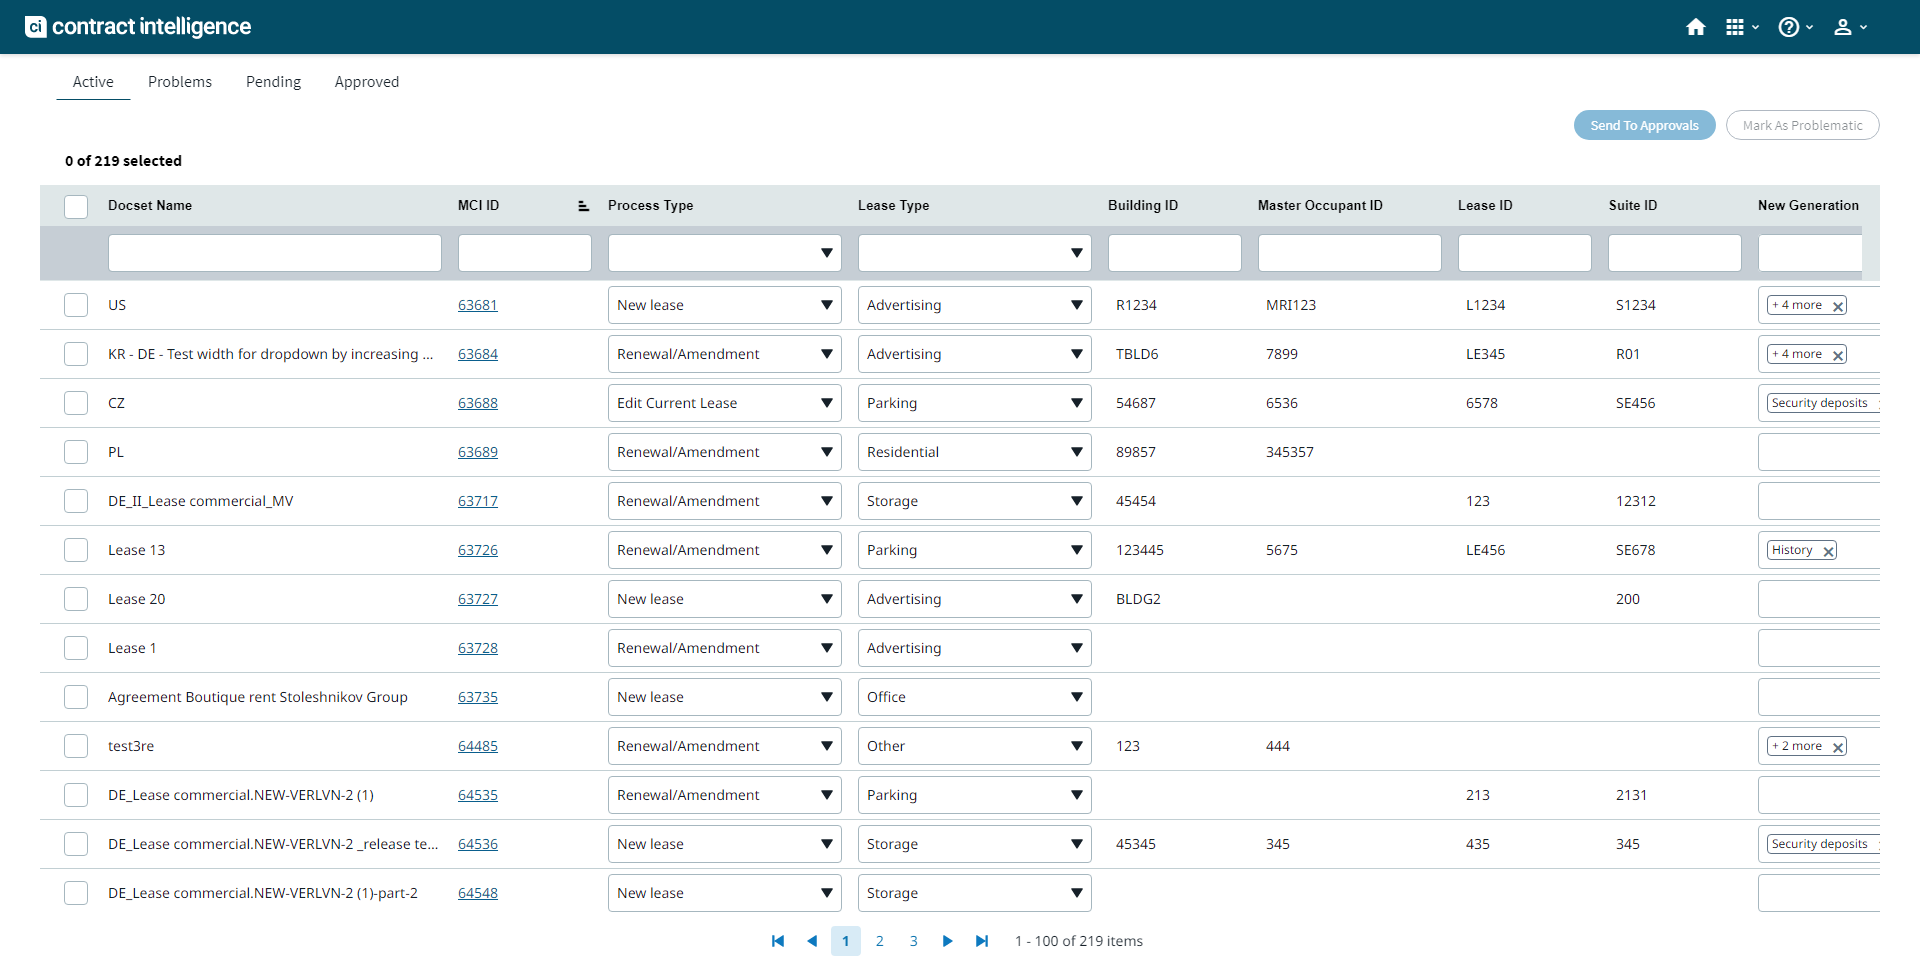 ci contract intelligence
Active Problems Pending Approved
Send To Approvals Mark As Problematic
0 of 219 selected
Docset Name MCI ID Process Type Lease Type Building ID Master Occupant ID Lease ID Suite ID New Generation
US 63681 New lease Advertising R1234 MRI123 L1234 S1234 + 4 more
KR - DE - Test width for dropdown by increasing ... 63684 Renewal/Amendment Advertising TBLD6 7899 LE345 R01 + 4 more
CZ 63688 Edit Current Lease Parking 54687 6536 6578 SE456 Security deposits
PL 63689 Renewal/Amendment Residential 89857 345357
DE_II_Lease commercial_MV 63717 Renewal/Amendment Storage 45454 123 12312
Lease 13 63726 Renewal/Amendment Parking 123445 5675 LE456 SE678 History
Lease 20 63727 New lease Advertising BLDG2 200
Lease 1 63728 Renewal/Amendment Advertising
Agreement Boutique rent Stoleshnikov Group 63735 New lease Office
test3re 64485 Renewal/Amendment Other 123 444 + 2 more
DE_Lease commercial.NEW-VERLVN-2 (1) 64535 Renewal/Amendment Parking 213 2131
DE_Lease commercial.NEW-VERLVN-2 _release te... 64536 New lease Storage 45345 345 435 345 Security deposits
DE_Lease commercial.NEW-VERLVN-2 (1)-part-2 64548 New lease Storage
1 2 3 1 - 100 of 219 items